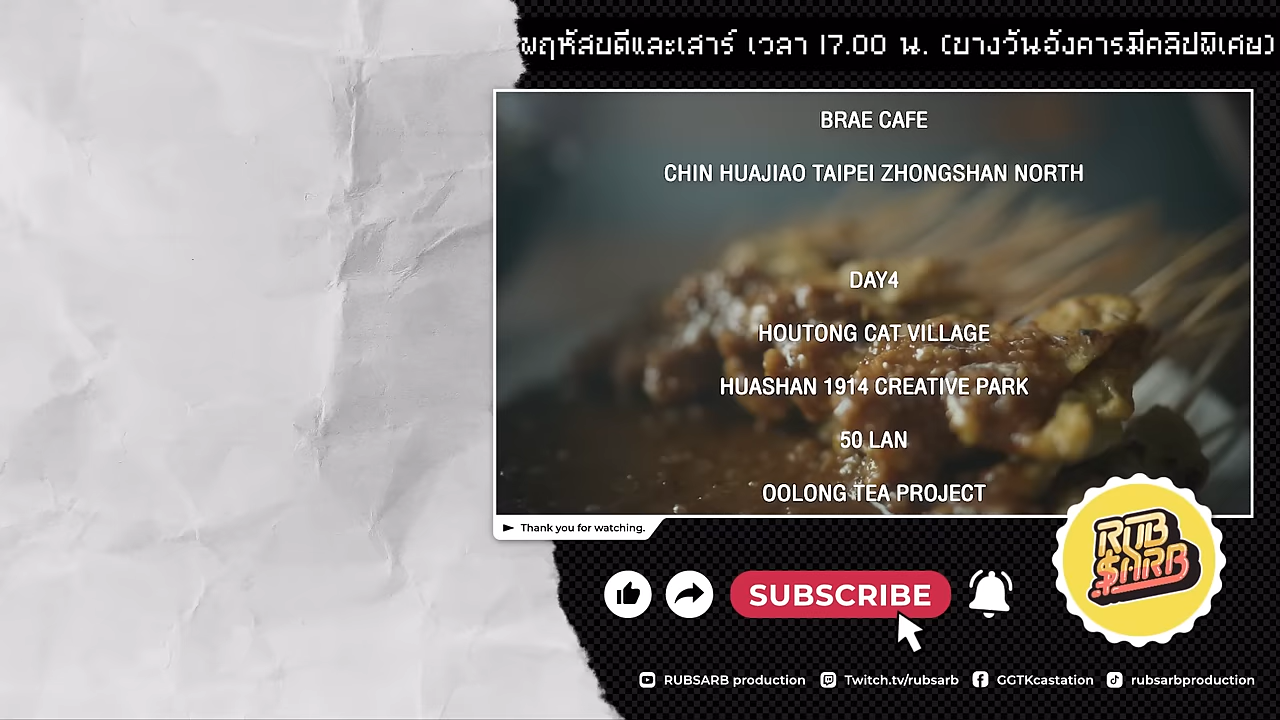 พฤหัสบดีและเสาร์ เวลา 17.00 น. (บางวันอังคารมีคลิปพิเศษ)
BRAE CAFE
CHIN HUAJIAO TAIPEI ZHONGSHAN NORTH
DAY4
HOUTONG CAT VILLAGE
HUASHAN 1914 CREATIVE PARK
50 LAN
OOLONG TEA PROJECT
Thank you for watching.
RUB
$ARB
SUBSCRIBE
RUBSARB production
Twitch.tv/rubsarb
GGTKcastation
rubsarbproduction